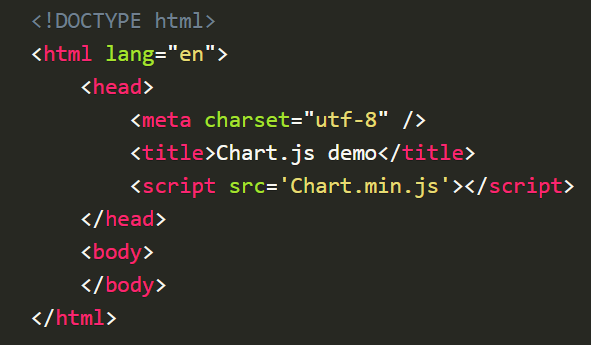 <!DOCTYPE html>
<html lang="en">
    <head>
        <meta charset="utf-8" />
        <title>Chart.js demo</title>
        <script src='Chart.min.js'></script>
    </head>
    <body>
    </body>
</html>